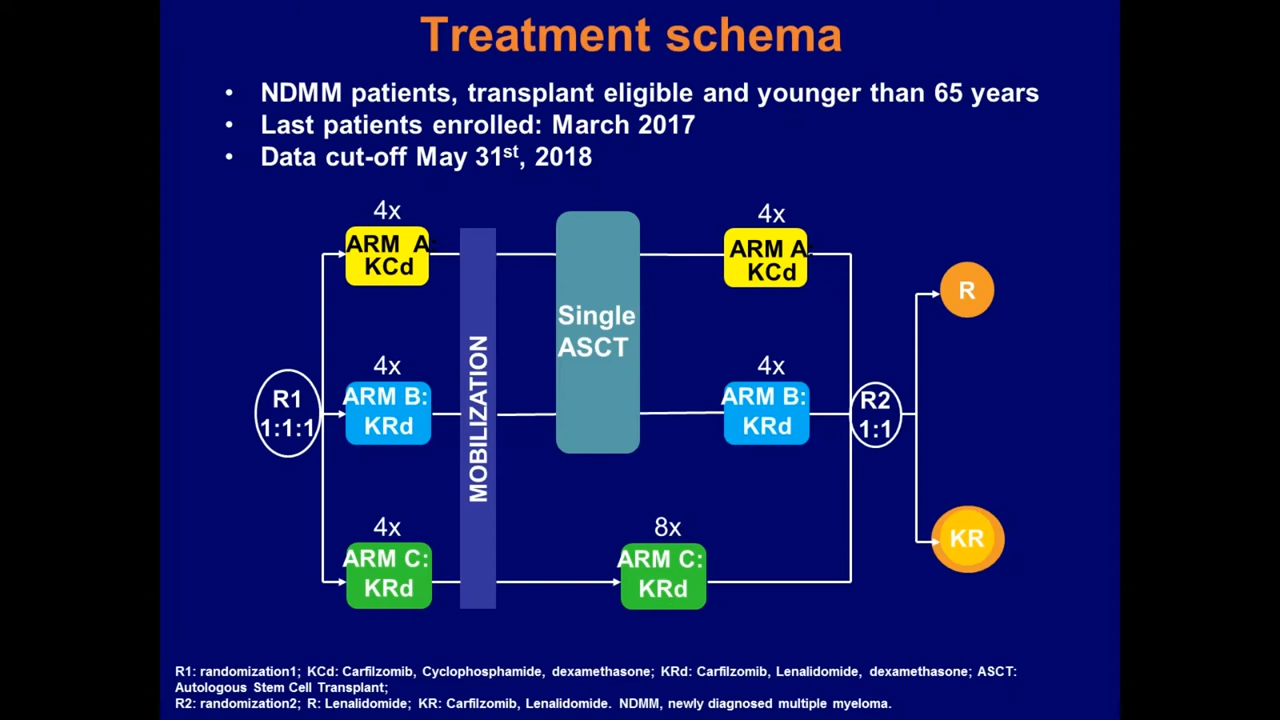 Treatment schema
• NDMM patients, transplant eligible and younger than 65 years
• Last patients enrolled: March 2017
• Data cut-off May 31st, 2018
4x
4x
ARM A:
KCd
ARM A:
KCd
R
Single
ASCT
MOBILIZATION
4x
4x
R1
1:1:1
ARM B:
KRd
ARM B:
KRd
R2
1:1
4x
8x
ARM C:
KRd
ARM C:
KRd
KR
R1: randomization1; KCd: Carfilzomib, Cyclophosphamide, dexamethasone; KRd: Carfilzomib, Lenalidomide, dexamethasone; ASCT:
Autologous Stem Cell Transplant;
R2: randomization2; R: Lenalidomide; KR: Carfilzomib, Lenalidomide. NDMM, newly diagnosed multiple myeloma.